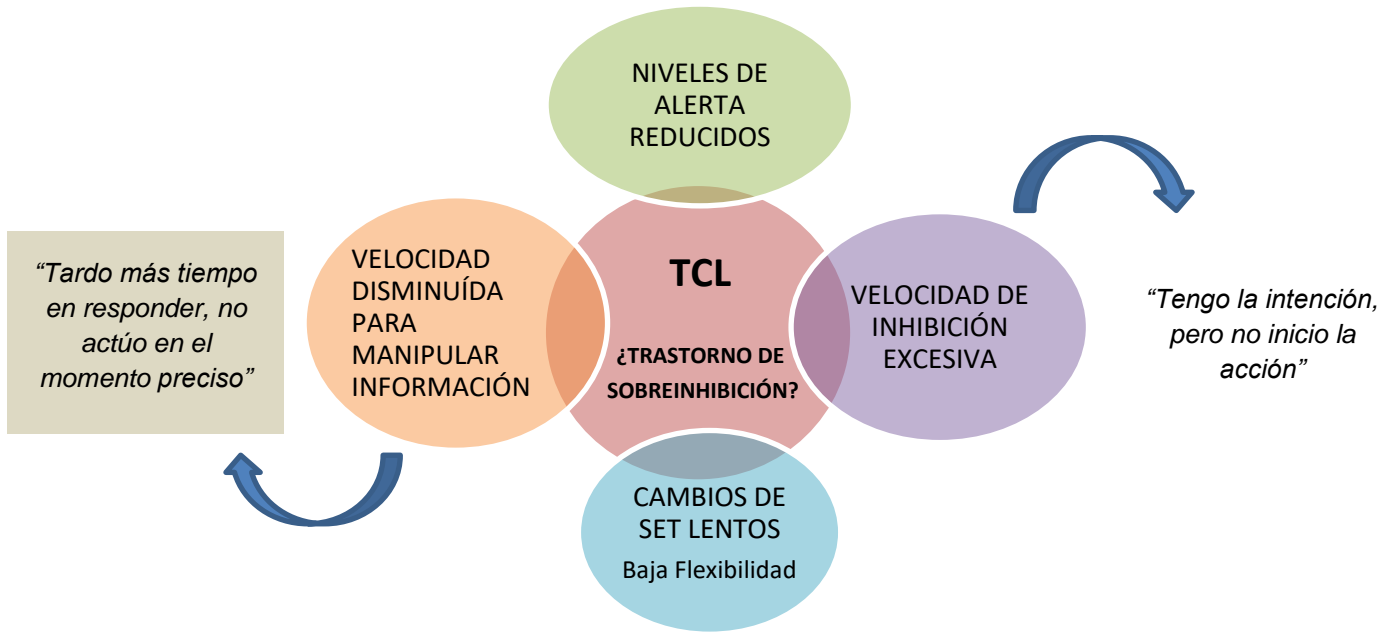 NIVELES DE
ALERTA
REDUCIDOS
“Tardo más tiempo
en responder, no
actúo en el
momento preciso”
VELOCIDAD
DISMINUÍDA
PARA
MANIPULAR
INFORMACIÓN
TCL
¿TRASTORNO DE
SOBREINHIBICIÓN?
VELOCIDAD DE
INHIBICIÓN
EXCESIVA
“Tengo la intención,
pero no inicio la
acción”
CAMBIOS DE
SET LENTOS
Baja Flexibilidad